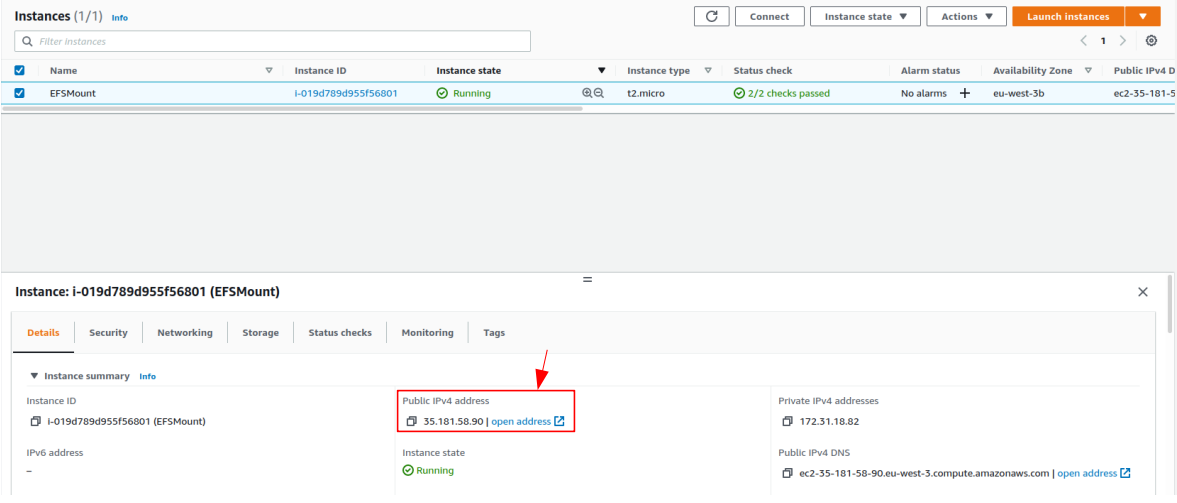 Instances (1/1) Info
Connect Instance state Actions Launch instances
Filter instances
1
Name Instance ID Instance state Instance type Status check Alarm status Availability Zone Public IPv4 D
EFSMount i-019d789d955f56801 Running t2.micro 2/2 checks passed No alarms + eu-west-3b ec2-35-181-5
Instance: i-019d789d955f56801 (EFSMount)
Details Security Networking Storage Status checks Monitoring Tags
Instance summary Info
Instance ID Public IPv4 address Private IPv4 addresses
i-019d789d955f56801 (EFSMount) 35.181.58.90 | open address 172.31.18.82
IPv6 address Instance state Public IPv4 DNS
– Running ec2-35-181-58-90.eu-west-3.compute.amazonaws.com | open address